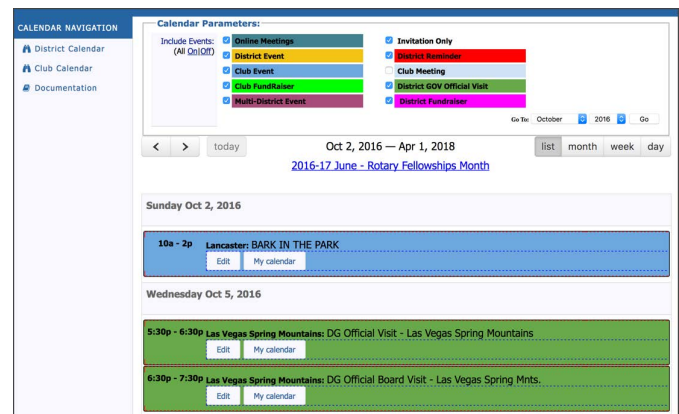 CALENDAR NAVIGATION
District Calendar
Club Calendar
Documentation
Calendar Parameters:
Include Events:
(All On|Off)
Online Meetings
Invitation Only
District Event
District Reminder
Club Event
Club Meeting
Club FundRaiser
District GOV Official Visit
Multi-District Event
District Fundraiser
Go To: October 2016 Go
< > today Oct 2, 2016 — Apr 1, 2018 list month week day
2016-17 June - Rotary Fellowships Month
Sunday Oct 2, 2016
10a - 2p Lancaster: BARK IN THE PARK
Edit My calendar
Wednesday Oct 5, 2016
5:30p - 6:30p Las Vegas Spring Mountains: DG Official Visit - Las Vegas Spring Mountains
Edit My calendar
6:30p - 7:30p Las Vegas Spring Mountains: DG Official Board Visit - Las Vegas Spring Mnts.
Edit My calendar